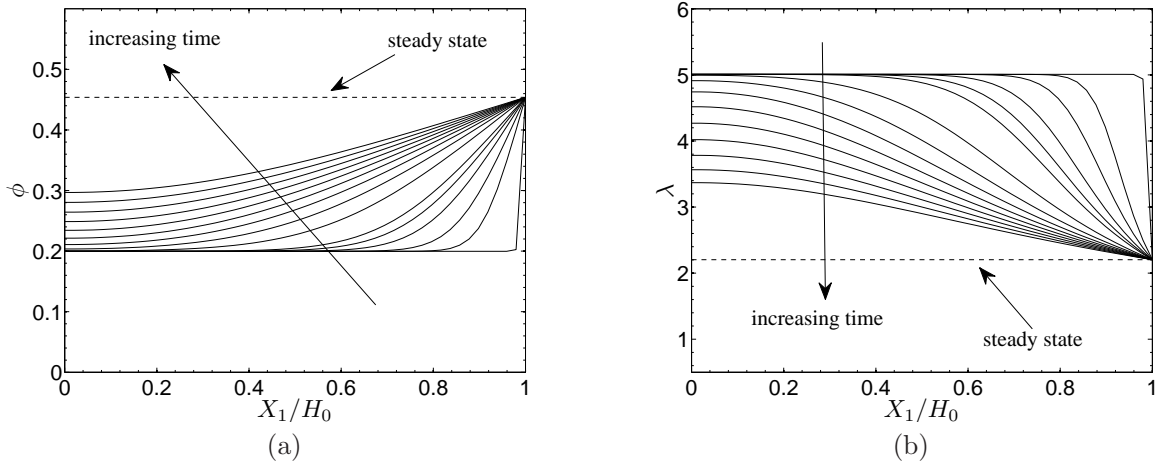 increasing time
steady state
0.5
0.4
0.3
0.2
0.1
0
ϕ
0
0.2
0.4
0.6
0.8
1
X₁/H₀
(a)
6
5
4
3
2
1
λ
increasing time
steady state
0
0.2
0.4
0.6
0.8
1
X₁/H₀
(b)